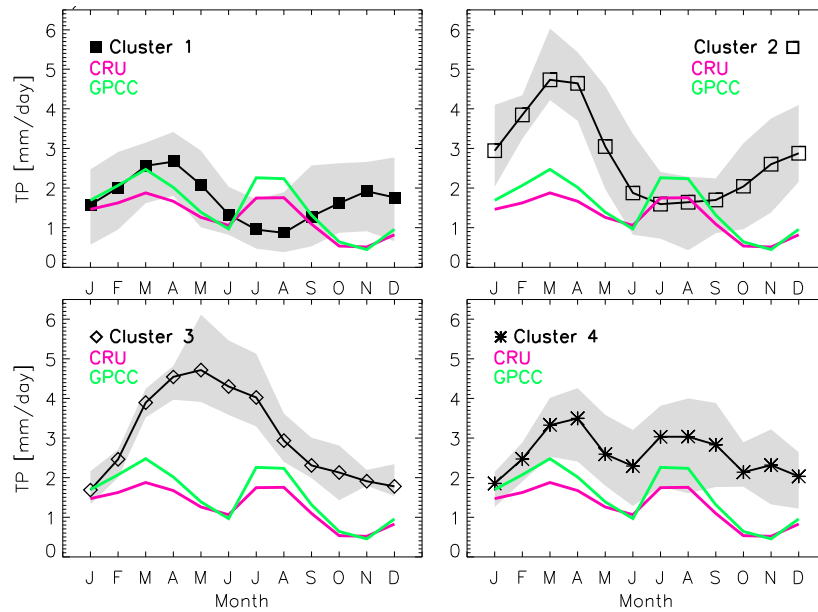 Cluster 1
CRU
GPCC
TP [mm/day]
6
5
4
3
2
1
0
J F M A M J J A S O N D
Cluster 2
CRU
GPCC
6
5
4
3
2
1
0
J F M A M J J A S O N D
Cluster 3
CRU
GPCC
TP [mm/day]
6
5
4
3
2
1
0
J F M A M J J A S O N D
Month
Cluster 4
CRU
GPCC
6
5
4
3
2
1
0
J F M A M J J A S O N D
Month